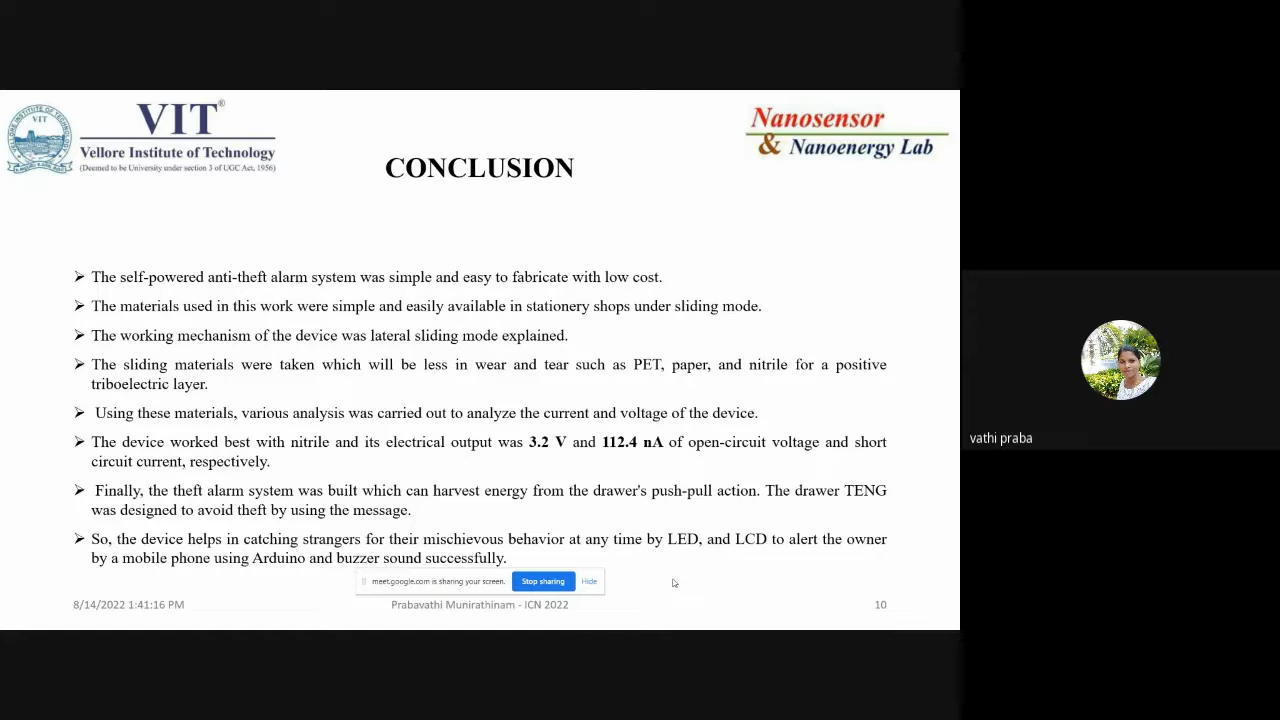 VIT®
Vellore Institute of Technology
(Deemed to be University under section 3 of UGC Act, 1956)
VIT
Nanosensor
& Nanoenergy Lab
CONCLUSION
➢ The self-powered anti-theft alarm system was simple and easy to fabricate with low cost.
➢ The materials used in this work were simple and easily available in stationery shops under sliding mode.
➢ The working mechanism of the device was lateral sliding mode explained.
➢ The sliding materials were taken which will be less in wear and tear such as PET, paper, and nitrile for a positive
triboelectric layer.
➢ Using these materials, various analysis was carried out to analyze the current and voltage of the device.
➢ The device worked best with nitrile and its electrical output was 3.2 V and 112.4 nA of open-circuit voltage and short
circuit current, respectively.
➢ Finally, the theft alarm system was built which can harvest energy from the drawer's push-pull action. The drawer TENG
was designed to avoid theft by using the message.
➢ So, the device helps in catching strangers for their mischievous behavior at any time by LED, and LCD to alert the owner
by a mobile phone using Arduino and buzzer sound successfully.
meet.google.com is sharing your screen. Stop sharing Hide
8/14/2022 1:41:16 PM Prabavathi Munirathinam - ICN 2022 10
vathi praba